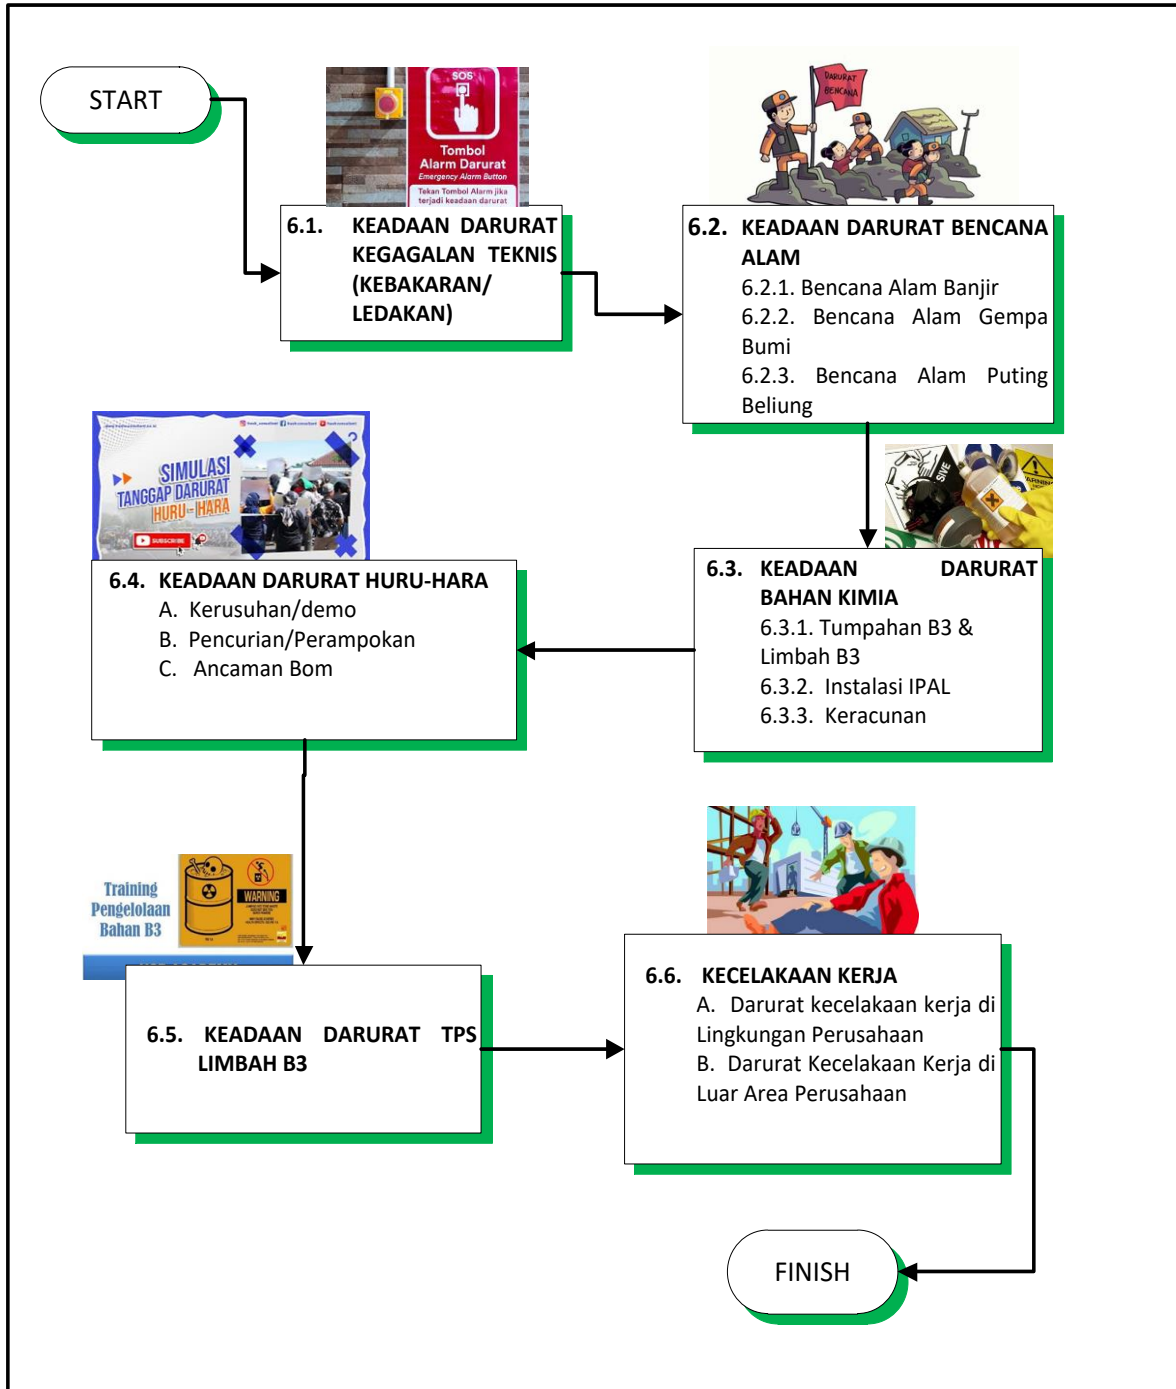 START
SOS
Tombol
Alarm Darurat
Emergency Alarm Button
Tekan Tombol Alarm jika
terjadi keadaan darurat
DARURAT
BENCANA
6.1. KEADAAN DARURAT
KEGAGALAN TEKNIS
(KEBAKARAN/
LEDAKAN)
6.2. KEADAAN DARURAT BENCANA
ALAM
6.2.1. Bencana Alam Banjir
6.2.2. Bencana Alam Gempa
Bumi
6.2.3. Bencana Alam Puting
Beliung
SIVE
WARNING
6.3. KEADAAN DARURAT
BAHAN KIMIA
6.3.1. Tumpahan B3 &
Limbah B3
6.3.2. Instalasi IPAL
6.3.3. Keracunan
SIMULASI
TANGGAP DARURAT
HURU - HARA
SUBSCRIBE
6.4. KEADAAN DARURAT HURU-HARA
A. Kerusuhan/demo
B. Pencurian/Perampokan
C. Ancaman Bom
Training
Pengelolaan
Bahan B3
WARNING
6.5. KEADAAN DARURAT TPS
LIMBAH B3
6.6. KECELAKAAN KERJA
A. Darurat kecelakaan kerja di
Lingkungan Perusahaan
B. Darurat Kecelakaan Kerja di
Luar Area Perusahaan
FINISH